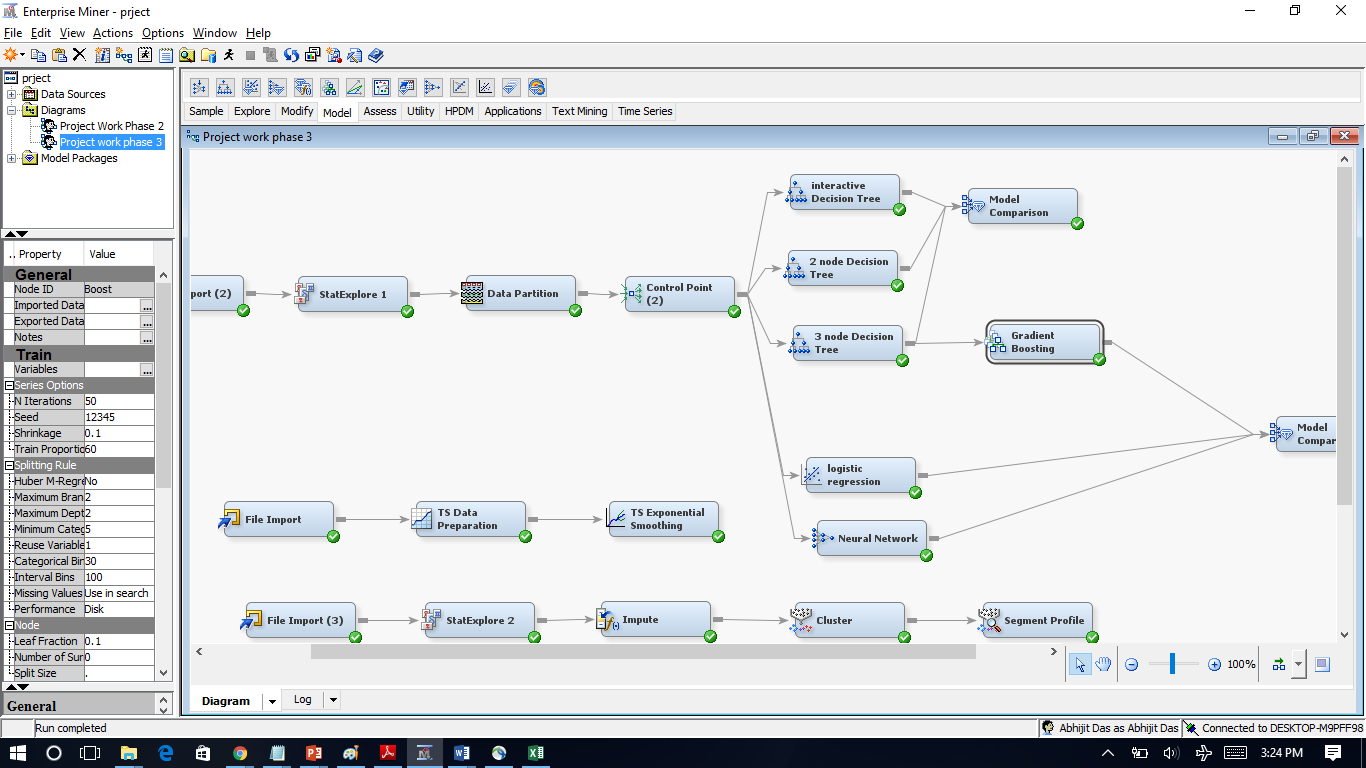 Enterprise Miner - prject
File Edit View Actions Options Window Help
prject
Data Sources
Diagrams
Project Work Phase 2
Project work phase 3
Model Packages
Sample Explore Modify Model Assess Utility HPDM Applications Text Mining Time Series
Project work phase 3
.. Property Value
General
Node ID Boost
Imported Data ...
Exported Data ...
Notes ...
Train
Variables ...
Series Options
N Iterations 50
Seed 12345
Shrinkage 0.1
Train Proportio 60
Splitting Rule
Huber M-Regre No
Maximum Bran 2
Maximum Dept 2
Minimum Categ 5
Reuse Variable 1
Categorical Bin 30
Interval Bins 100
Missing Values Use in search
Performance Disk
Node
Leaf Fraction 0.1
Number of Sur 0
Split Size .
General
port (2)
StatExplore 1
Data Partition
Control Point
(2)
interactive
Decision Tree
2 node Decision
Tree
3 node Decision
Tree
Model
Comparison
Gradient
Boosting
Model
Compar
logistic
regression
Neural Network
File Import
TS Data
Preparation
TS Exponential
Smoothing
File Import (3)
StatExplore 2
Impute
Cluster
Segment Profile
100%
Diagram Log
Run completed
Abhijit Das as Abhijit Das
Connected to DESKTOP-M9PFF98
3:24 PM